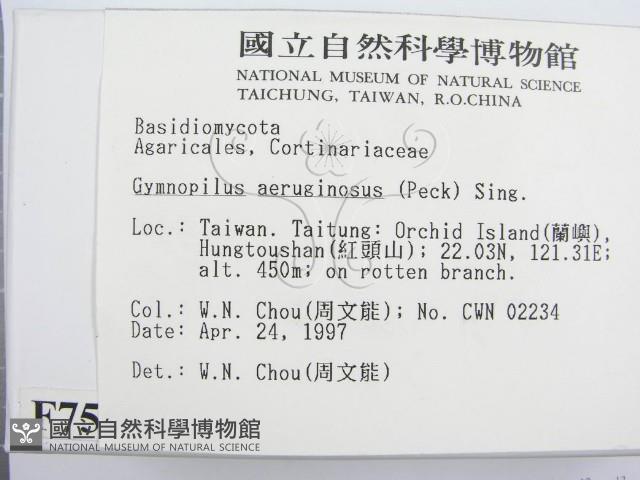 國立自然科學博物館
NATIONAL MUSEUM OF NATURAL SCIENCE
TAICHUNG, TAIWAN, R.O.CHINA
Basidiomycota
Agaricales, Cortinariaceae
Gymnopilus aeruginosus (Peck) Sing.
Loc.: Taiwan. Taitung: Orchid Island(蘭嶼),
Hungtoushan(紅頭山); 22.03N, 121.31E;
alt. 450m; on rotten branch.
Col.: W.N. Chou(周文能); No. CWN 02234
Date: Apr. 24, 1997
Det.: W.N. Chou(周文能)
F75
國立自然科學博物館
NATIONAL MUSEUM OF NATURAL SCIENCE